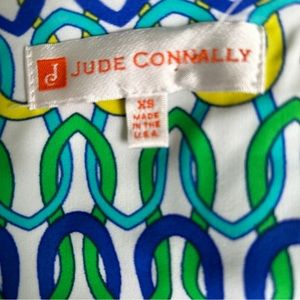 J JUDE CONNALLY
XS
MADE
IN THE
U.S.A.